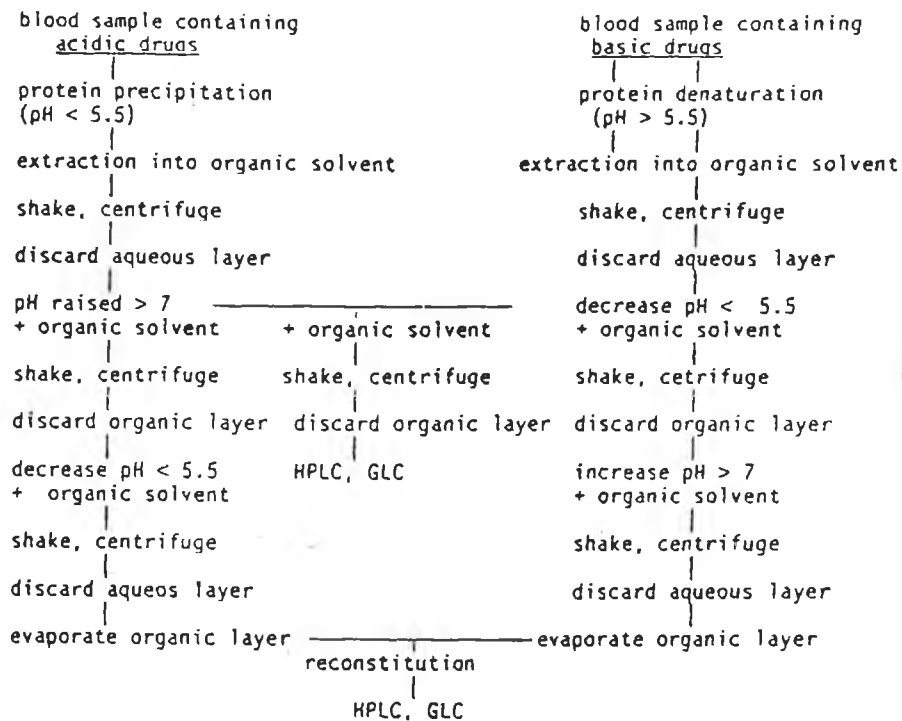 blood sample containing
acidic drugs
protein precipitation
(pH < 5.5)
extraction into organic solvent
shake, centrifuge
discard aqueous layer
pH raised > 7
+ organic solvent
shake, centrifuge
discard organic layer
decrease pH < 5.5
+ organic solvent
shake, centrifuge
discard aqueos layer
evaporate organic layer
+ organic solvent
shake, centrifuge
discard organic layer
HPLC, GLC
blood sample containing
basic drugs
protein denaturation
(pH > 5.5)
extraction into organic solvent
shake, centrifuge
discard aqueous layer
decrease pH < 5.5
+ organic solvent
shake, cetrifuge
discard organic layer
increase pH > 7
+ organic solvent
shake, centrifuge
discard aqueous layer
evaporate organic layer
reconstitution
HPLC, GLC